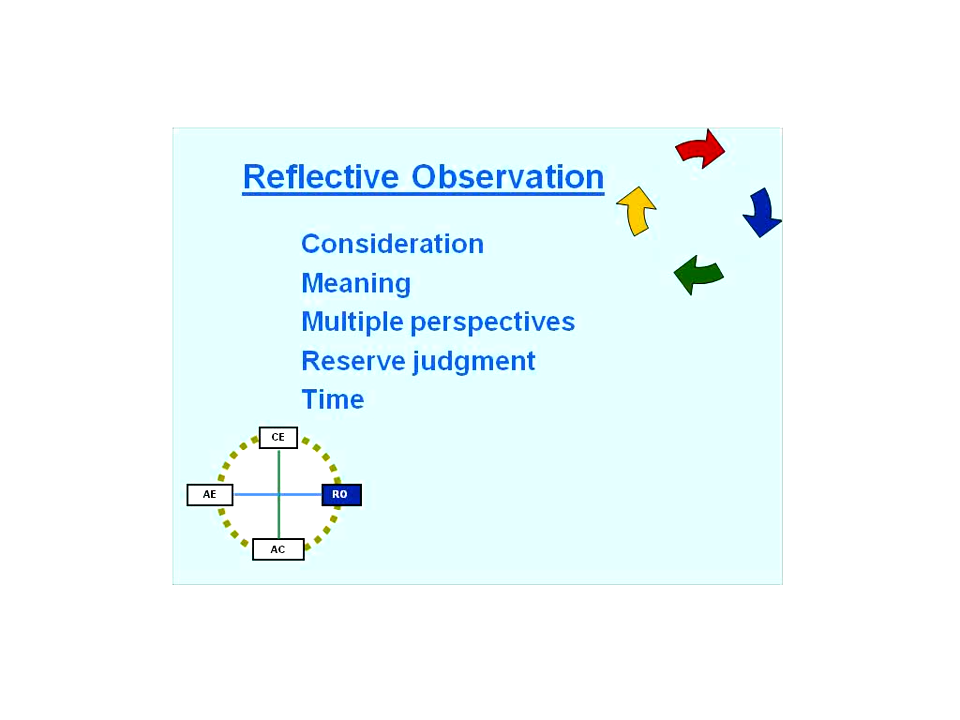 Reflective Observation
Consideration
Meaning
Multiple perspectives
Reserve judgment
Time
CE
AE
RO
AC